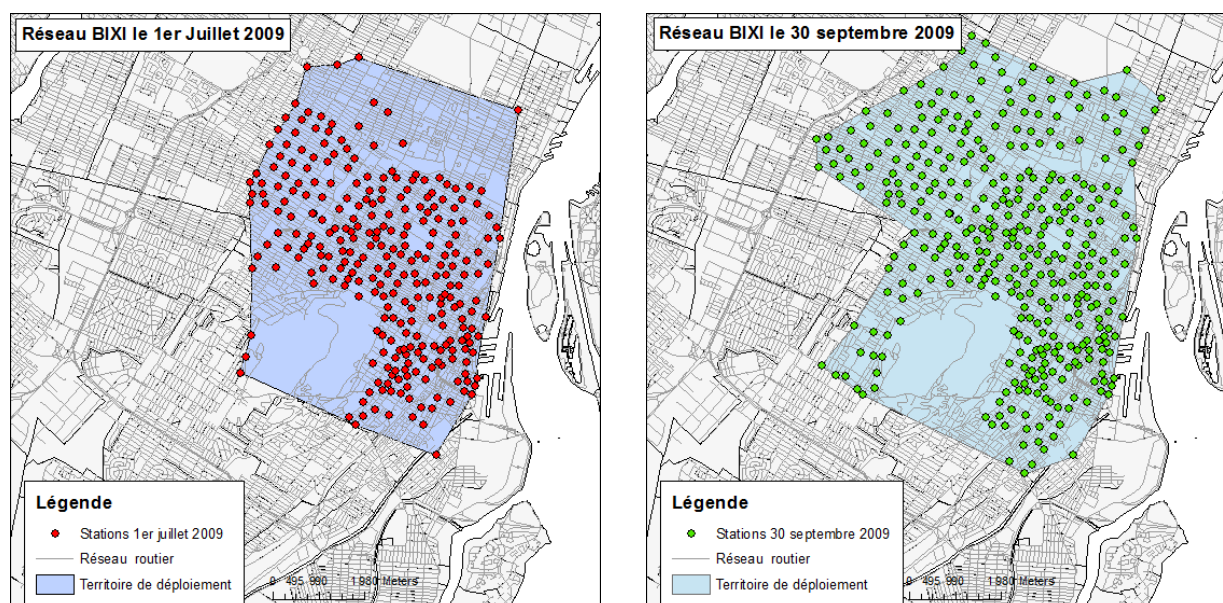 Réseau BIXI le 1er Juillet 2009
Légende
Stations 1er juillet 2009
Réseau routier
Territoire de déploiement
0 495 990 1 980 Meters
Réseau BIXI le 30 septembre 2009
Légende
Stations 30 septembre 2009
Réseau routier
Territoire de déploiement
0 495 990 1 980 Meters